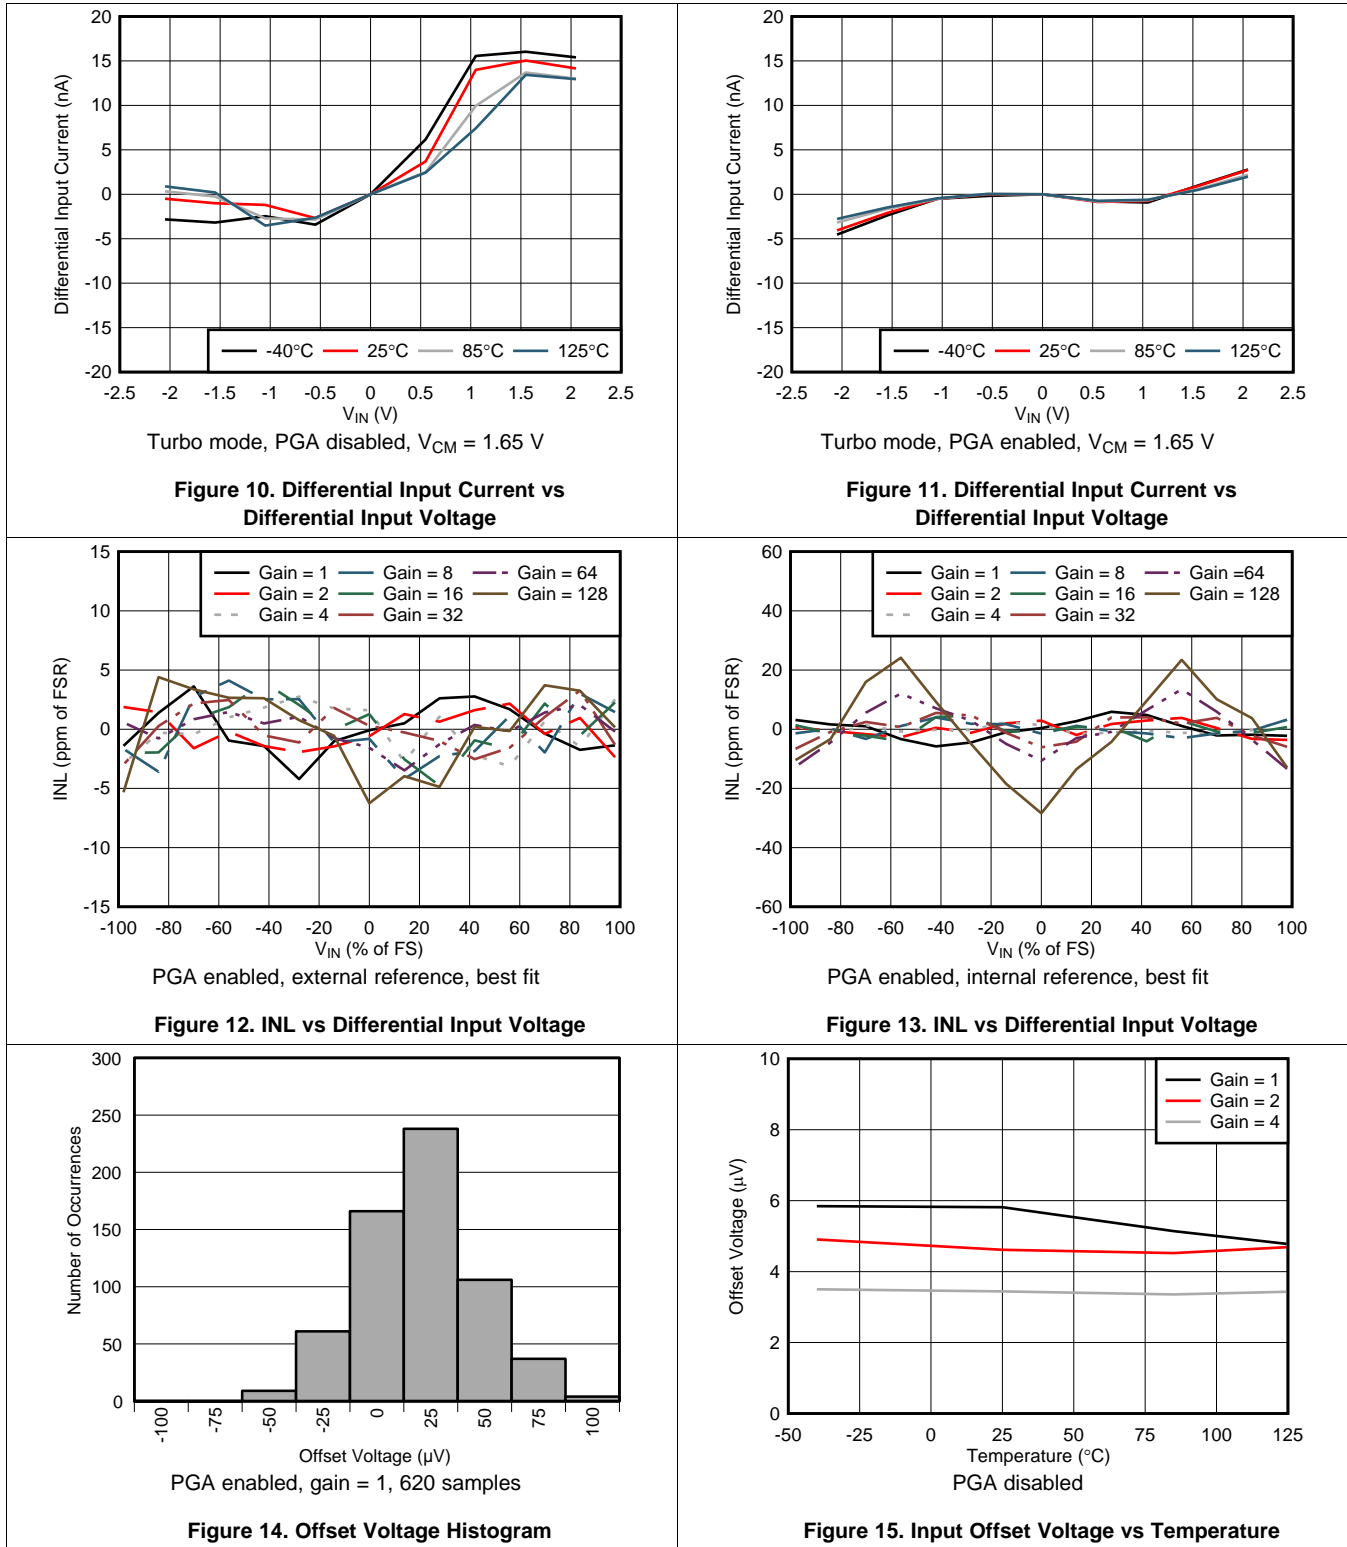 20
15
10
5
0
-5
-10
-15
-20
Differential Input Current (nA)
-40°C 25°C 85°C 125°C
-2.5 -2 -1.5 -1 -0.5 0 0.5 1 1.5 2 2.5
VIN (V)
Turbo mode, PGA disabled, VCM = 1.65 V
Figure 10. Differential Input Current vs
Differential Input Voltage
20
15
10
5
0
-5
-10
-15
-20
Differential Input Current (nA)
-40°C 25°C 85°C 125°C
-2.5 -2 -1.5 -1 -0.5 0 0.5 1 1.5 2 2.5
VIN (V)
Turbo mode, PGA enabled, VCM = 1.65 V
Figure 11. Differential Input Current vs
Differential Input Voltage
15
10
5
0
-5
-10
-15
INL (ppm of FSR)
Gain = 1 Gain = 8 Gain = 64
Gain = 2 Gain = 16 Gain = 128
Gain = 4 Gain = 32
-100 -80 -60 -40 -20 0 20 40 60 80 100
VIN (% of FS)
PGA enabled, external reference, best fit
Figure 12. INL vs Differential Input Voltage
60
40
20
0
-20
-40
-60
INL (ppm of FSR)
Gain = 1 Gain = 8 Gain =64
Gain = 2 Gain = 16 Gain = 128
Gain = 4 Gain = 32
-100 -80 -60 -40 -20 0 20 40 60 80 100
VIN (% of FS)
PGA enabled, internal reference, best fit
Figure 13. INL vs Differential Input Voltage
300
250
200
150
100
50
0
Number of Occurrences
-100 -75 -50 -25 0 25 50 75 100
Offset Voltage (µV)
PGA enabled, gain = 1, 620 samples
Figure 14. Offset Voltage Histogram
10
8
6
4
2
0
Offset Voltage (µV)
Gain = 1
Gain = 2
Gain = 4
-50 -25 0 25 50 75 100 125
Temperature (°C)
PGA disabled
Figure 15. Input Offset Voltage vs Temperature